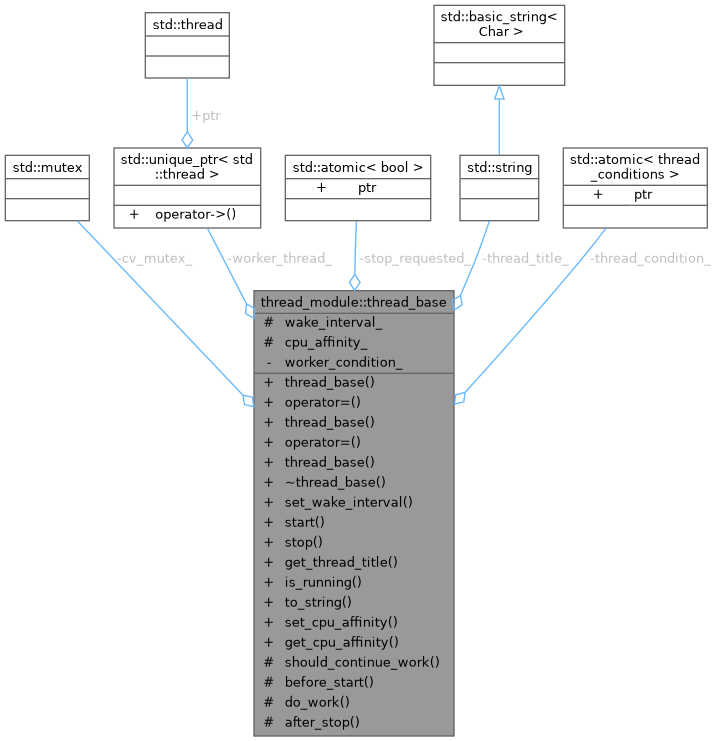 std::basic_string<
Char >
std::thread
+ptr
std::mutex
std::unique_ptr< std
::thread >
+ operator->()
std::atomic< bool >
+ ptr
std::string
std::atomic< thread
_conditions >
+ ptr
-cv_mutex_
-worker_thread_
-stop_requested_
-thread_title_
-thread_condition_
thread_module::thread_base
# wake_interval_
# cpu_affinity_
- worker_condition_
+ thread_base()
+ operator=()
+ thread_base()
+ operator=()
+ thread_base()
+ ~thread_base()
+ set_wake_interval()
+ start()
+ stop()
+ get_thread_title()
+ is_running()
+ to_string()
+ set_cpu_affinity()
+ get_cpu_affinity()
# should_continue_work()
# before_start()
# do_work()
# after_stop()